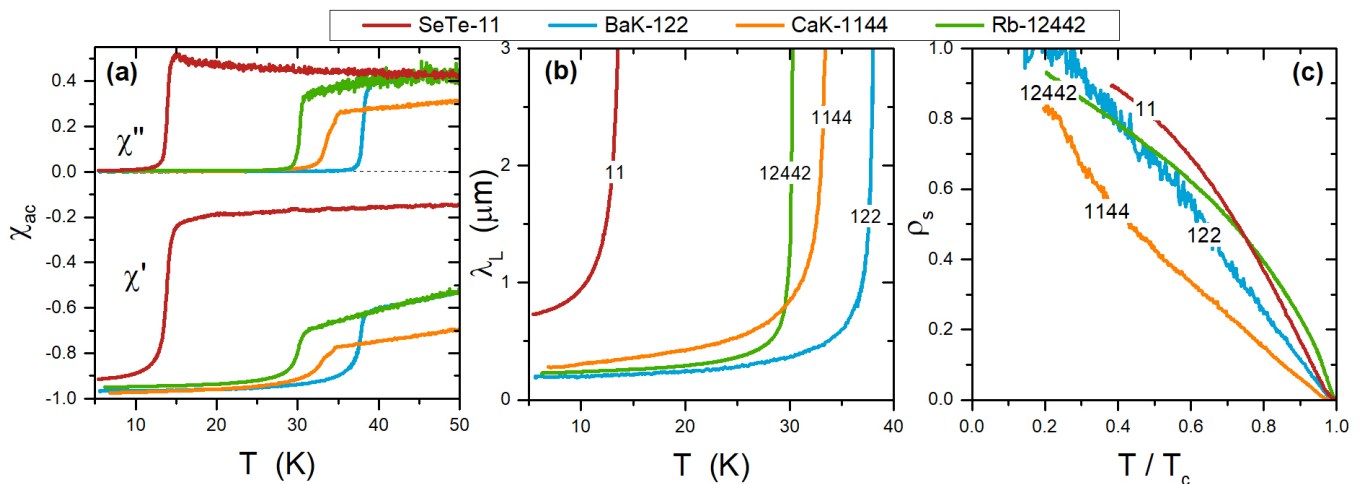 SeTe-11 BaK-122 CaK-1144 Rb-12442
(a)
χ''
χ'
0.4
0.2
0.0
-0.2
-0.4
-0.6
-0.8
-1.0
χac
10 20 30 40 50
T (K)
(b)
11
12442
1144
122
3
2
1
0
λL (μm)
10 20 30 40
T (K)
(c)
12442
11
1144
122
1.0
0.8
0.6
0.4
0.2
0.0
ρs
0.0 0.2 0.4 0.6 0.8 1.0
T / Tc